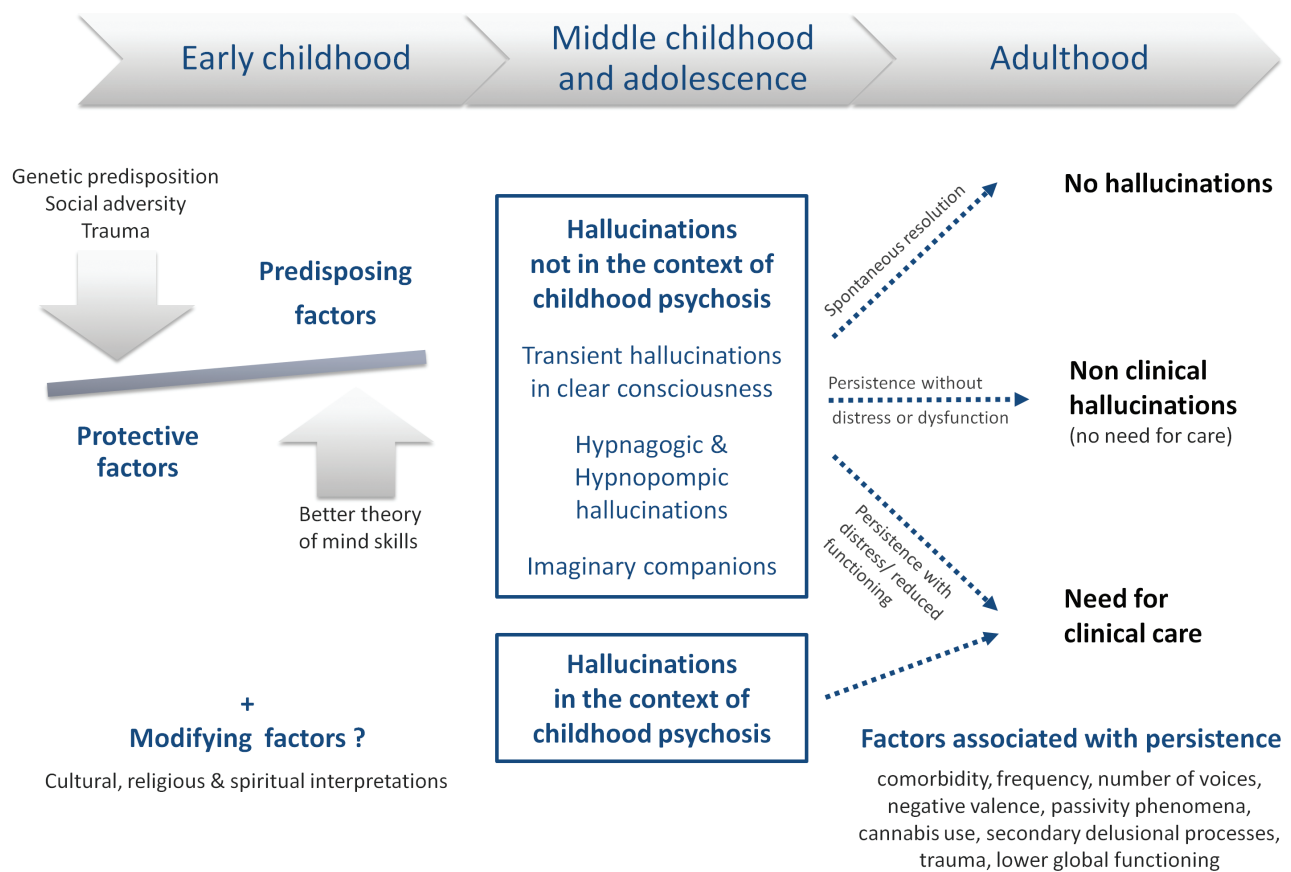 Early childhood
Middle childhood
and adolescence
Adulthood
Genetic predisposition
Social adversity
Trauma
Predisposing
factors
Protective
factors
Better theory
of mind skills
+
Modifying factors ?
Cultural, religious & spiritual interpretations
Hallucinations
not in the context of
childhood psychosis
Transient hallucinations
in clear consciousness
Hypnagogic &
Hypnopompic
hallucinations
Imaginary companions
Hallucinations
in the context of
childhood psychosis
Spontaneous resolution
Persistence without
distress or dysfunction
Persistence with
distress/ reduced
functioning
No hallucinations
Non clinical
hallucinations
(no need for care)
Need for
clinical care
Factors associated with persistence
comorbidity, frequency, number of voices,
negative valence, passivity phenomena,
cannabis use, secondary delusional processes,
trauma, lower global functioning